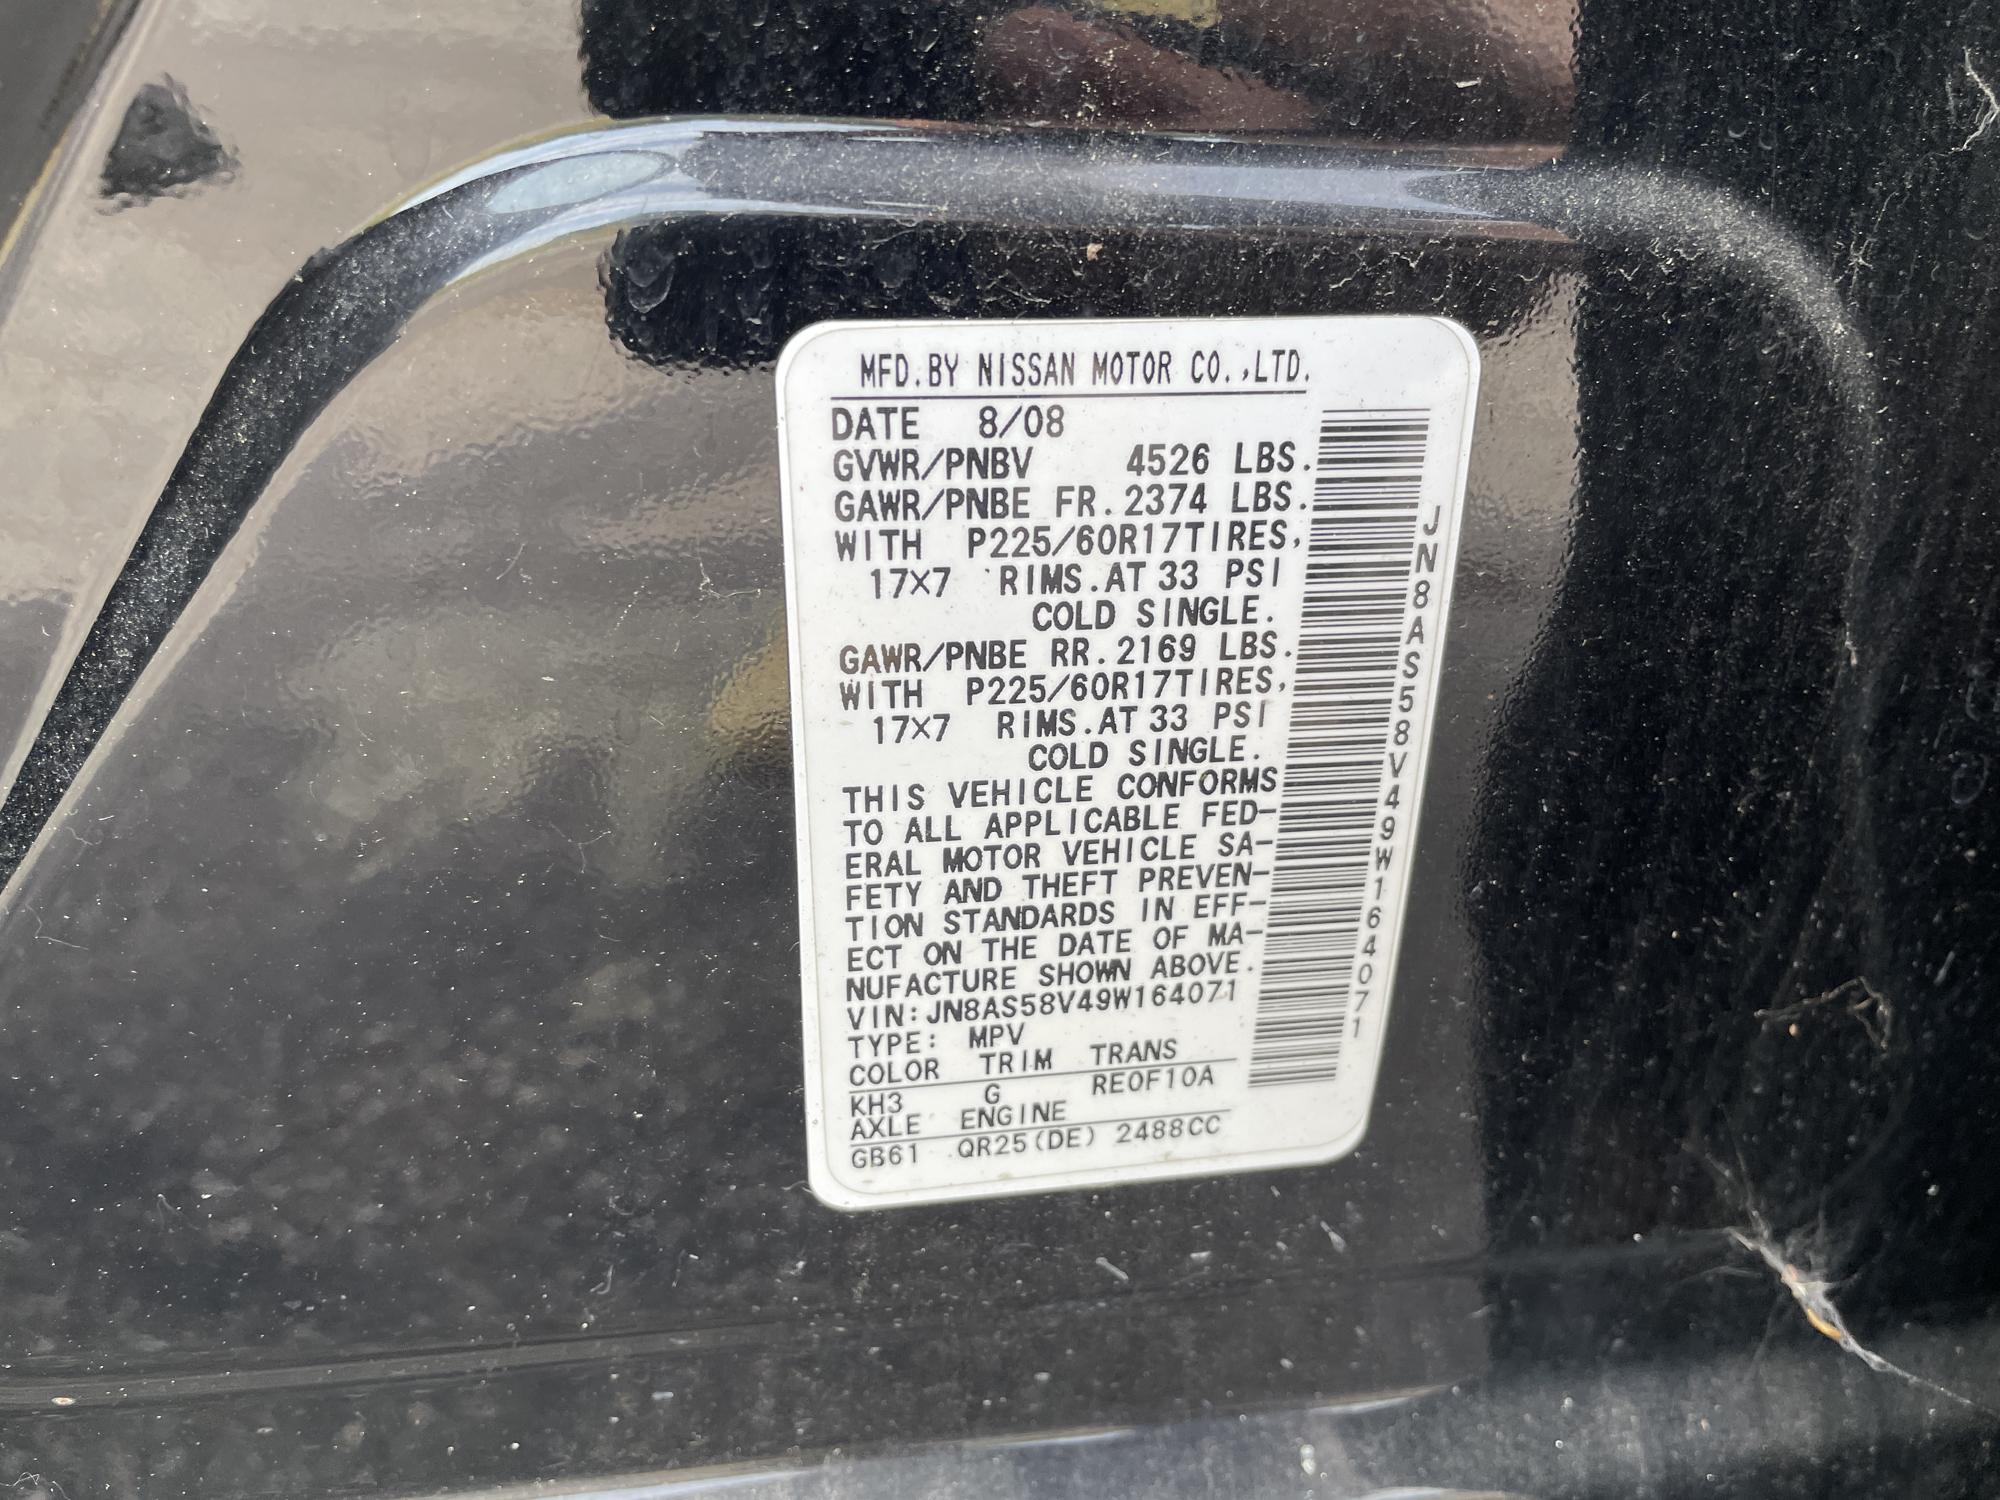 MFD.BY NISSAN MOTOR CO.,LTD.
DATE 8/08
GVWR/PNBV 4526 LBS.
GAWR/PNBE FR.2374 LBS.
WITH P225/60R17TIRES,
17×7 RIMS.AT 33 PSI
COLD SINGLE.
GAWR/PNBE RR.2169 LBS.
WITH P225/60R17TIRES,
17×7 RIMS.AT 33 PSI
COLD SINGLE.
THIS VEHICLE CONFORMS
TO ALL APPLICABLE FED-
ERAL MOTOR VEHICLE SA-
FETY AND THEFT PREVEN-
TION STANDARDS IN EFF-
ECT ON THE DATE OF MA-
NUFACTURE SHOWN ABOVE.
VIN:JN8AS58V49W164071
TYPE: MPV
COLOR TRIM TRANS
KH3 G RE0F10A
AXLE ENGINE
GB61 QR25(DE) 2488CC
JN8AS58V49W164071